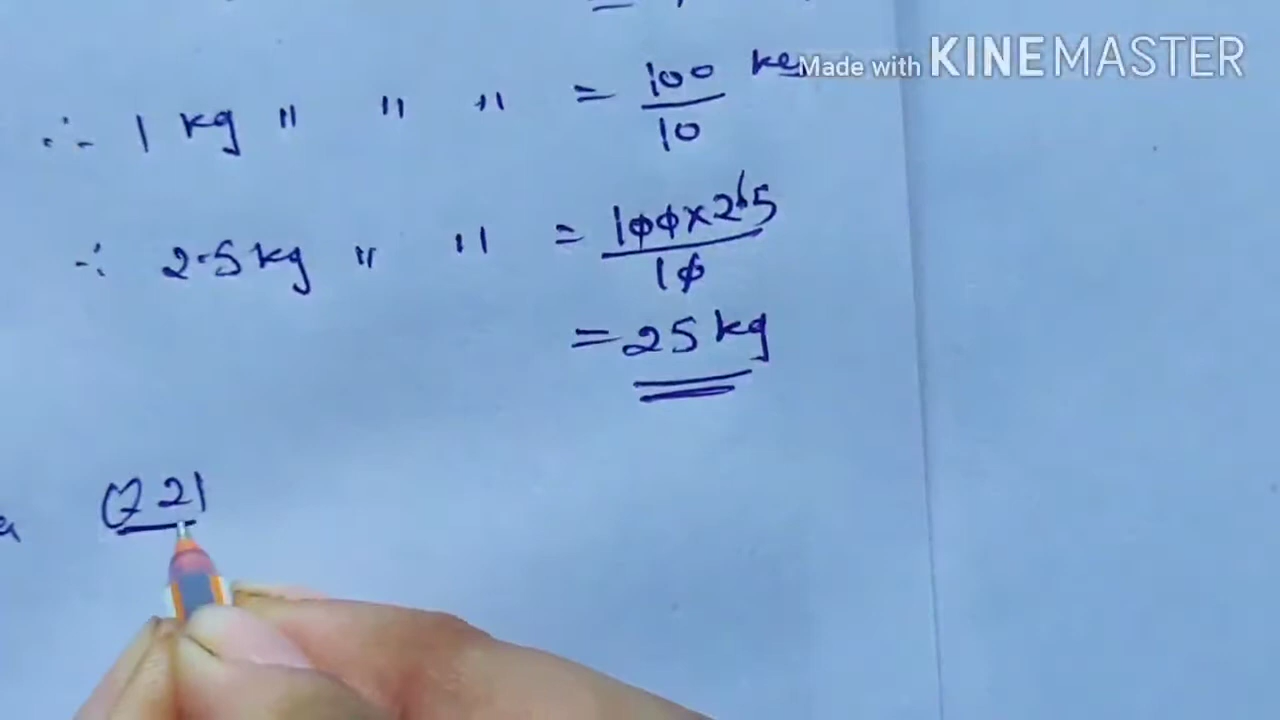 Made with KINEMASTER
∴ 1 kg " " " = 100/10 kg
∴ 2.5 kg " " = 100×2.5/10
= 25 kg
Q 21